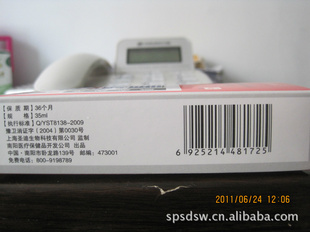 [保 质 期] 36个月
[规 格] 35ml
[执行标准] Q/YST8138-2009
豫卫消证字（2004）第0030号
上海圣迪生物科技有限公司 监制
南阳医疗保健品开发公司 出品
中国·南阳市卧龙路139号 邮编：473001
免费电话：800-9198789
6 925214 481725
2011/06/24 12:06
spsdsw.cn.alibaba.com